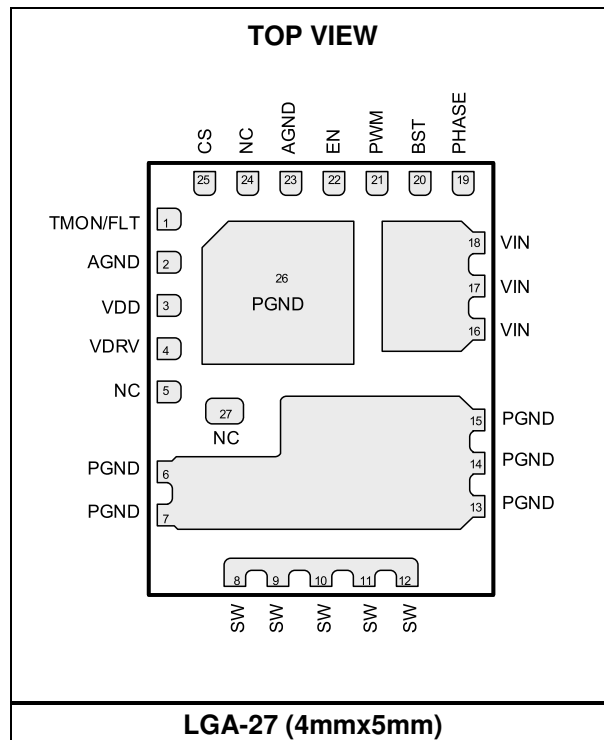 TOP VIEW
CS NC AGND EN PWM BST PHASE
25 24 23 22 21 20 19
TMON/FLT 1
18 VIN
AGND 2
26
17 VIN
VDD 3
PGND
16 VIN
VDRV 4
NC 5
27
NC
15 PGND
PGND 6
14 PGND
PGND 7
13 PGND
8 9 10 11 12
SW SW SW SW SW
LGA-27 (4mmx5mm)